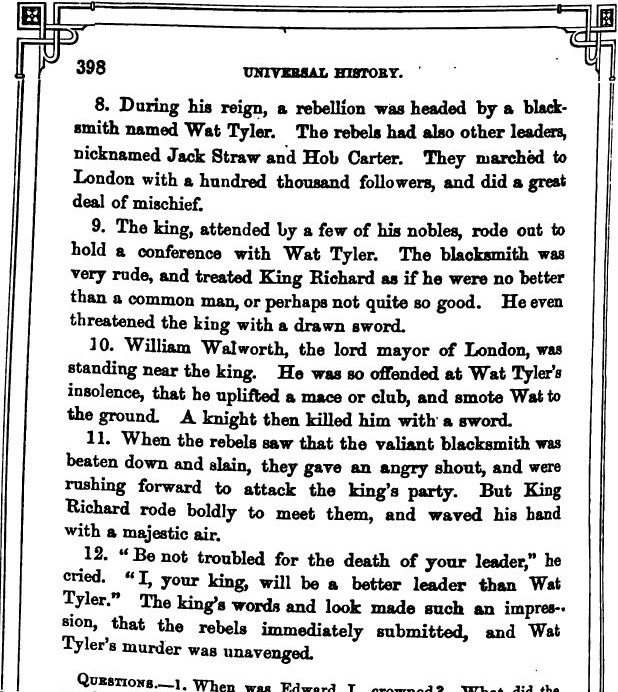 398
UNIVERSAL HISTORY.
8. During his reign, a rebellion was headed by a black-
smith named Wat Tyler. The rebels had also other leaders,
nicknamed Jack Straw and Hob Carter. They marched to
London with a hundred thousand followers, and did a great
deal of mischief.
9. The king, attended by a few of his nobles, rode out to
hold a conference with Wat Tyler. The blacksmith was
very rude, and treated King Richard as if he were no better
than a common man, or perhaps not quite so good. He even
threatened the king with a drawn sword.
10. William Walworth, the lord mayor of London, was
standing near the king. He was so offended at Wat Tyler's
insolence, that he uplifted a mace or club, and smote Wat to
the ground. A knight then killed him with a sword.
11. When the rebels saw that the valiant blacksmith was
beaten down and slain, they gave an angry shout, and were
rushing forward to attack the king's party. But King
Richard rode boldly to meet them, and waved his hand
with a majestic air.
12. "Be not troubled for the death of your leader," he
cried. "I, your king, will be a better leader than Wat
Tyler." The king's words and look made such an impres-
sion, that the rebels immediately submitted, and Wat
Tyler's murder was unavenged.
QUESTIONS.—1. When was Edward I. crowned? What did the